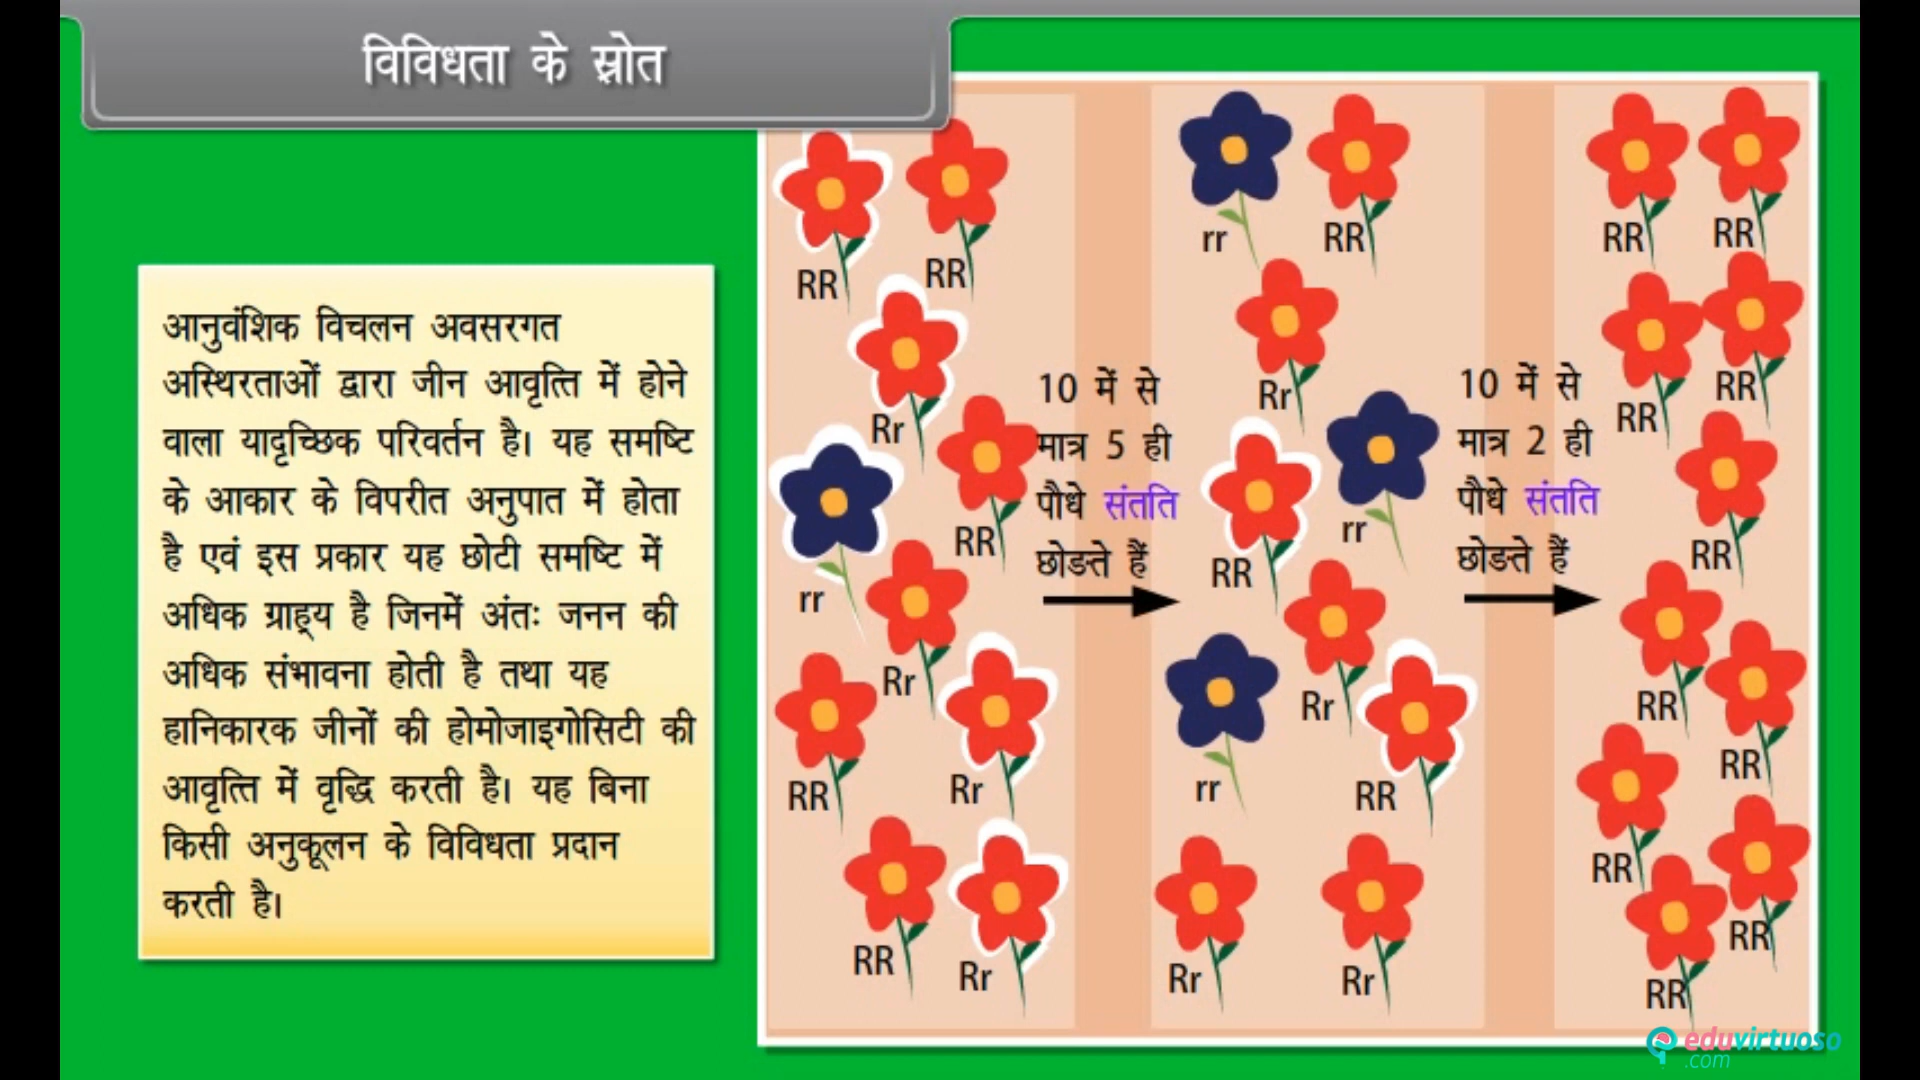 विविधता के स्रोत
आनुवंशिक विचलन अवसरगत
अस्थिरताओं द्वारा जीन आवृत्ति में होने
वाला यादृच्छिक परिवर्तन है। यह समष्टि
के आकार के विपरीत अनुपात में होता
है एवं इस प्रकार यह छोटी समष्टि में
अधिक ग्राह्य है जिनमें अंतः जनन की
अधिक संभावना होती है तथा यह
हानिकारक जीनों की होमोजाइगोसिटी की
आवृत्ति में वृद्धि करती है। यह बिना
किसी अनुकूलन के विविधता प्रदान
करती है।
RR
RR
Rr
RR
rr
Rr
RR
Rr
RR
Rr
10 में से
मात्र 5 ही
पौधे संतति
छोङते हैं
rr
RR
Rr
rr
RR
Rr
rr
RR
Rr
Rr
10 में से
मात्र 2 ही
पौधे संतति
छोङते हैं
RR
RR
RR
RR
RR
RR
RR
RR
RR
RR
eduvirtuoso
.com